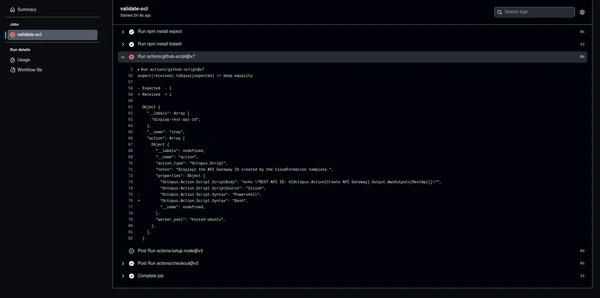 Summary
Jobs
validate-ocl
Run details
Usage
Workflow file
validate-ocl
Started 2m 8s ago
Search logs
Run npm install expect
Run npm install lodash
1s
Run actions/github-script@v7
0s
1 ▸ Run actions/github-script@v7
56 expect(received).toEqual(expected) // deep equality
57
58 - Expected - 1
59 + Received + 1
60
61 Object {
62 "__labels": Array [
63 "display-rest-api-id",
64 ],
65 "__name": "step",
66 "action": Array [
67 Object {
68 "__labels": undefined,
69 "__name": "action",
70 "action_type": "Octopus.Script",
71 "notes": "Displays the API Gateway ID created by the CloudFormation template.",
72 "properties": Object {
73 "Octopus.Action.Script.ScriptBody": "echo \"REST API ID: #{Octopus.Action[Create API Gateway].Output.AwsOutputs[RestApi]}\"",
74 "Octopus.Action.Script.ScriptSource": "Inline",
75 - "Octopus.Action.Script.Syntax": "PowerShell",
76 + "Octopus.Action.Script.Syntax": "Bash",
77 "__name": undefined,
78 },
79 "worker_pool": "hosted-ubuntu",
80 },
81 ],
82 }
Post Run actions/setup-node@v3
0s
Post Run actions/checkout@v3
0s
Complete job
1s